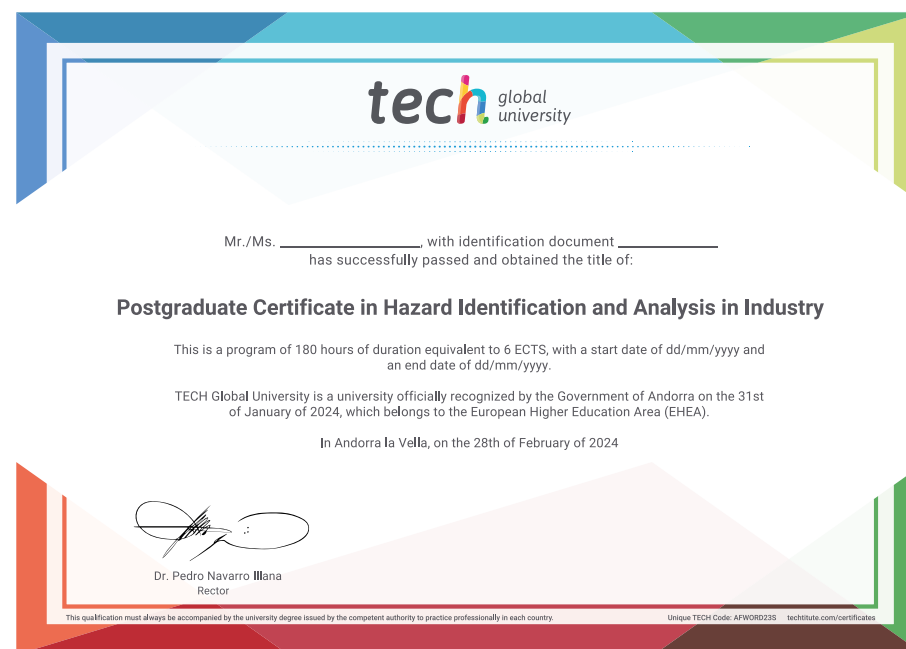 tech global university
Mr./Ms. ____________________, with identification document ______________
has successfully passed and obtained the title of:
Postgraduate Certificate in Hazard Identification and Analysis in Industry
This is a program of 180 hours of duration equivalent to 6 ECTS, with a start date of dd/mm/yyyy and
an end date of dd/mm/yyyy.
TECH Global University is a university officially recognized by the Government of Andorra on the 31st
of January of 2024, which belongs to the European Higher Education Area (EHEA).
In Andorra la Vella, on the 28th of February of 2024
Dr. Pedro Navarro Illana
Rector
This qualification must always be accompanied by the university degree issued by the competent authority to practice professionally in each country.
Unique TECH Code: AFWORD23S techtitute.com/certificates